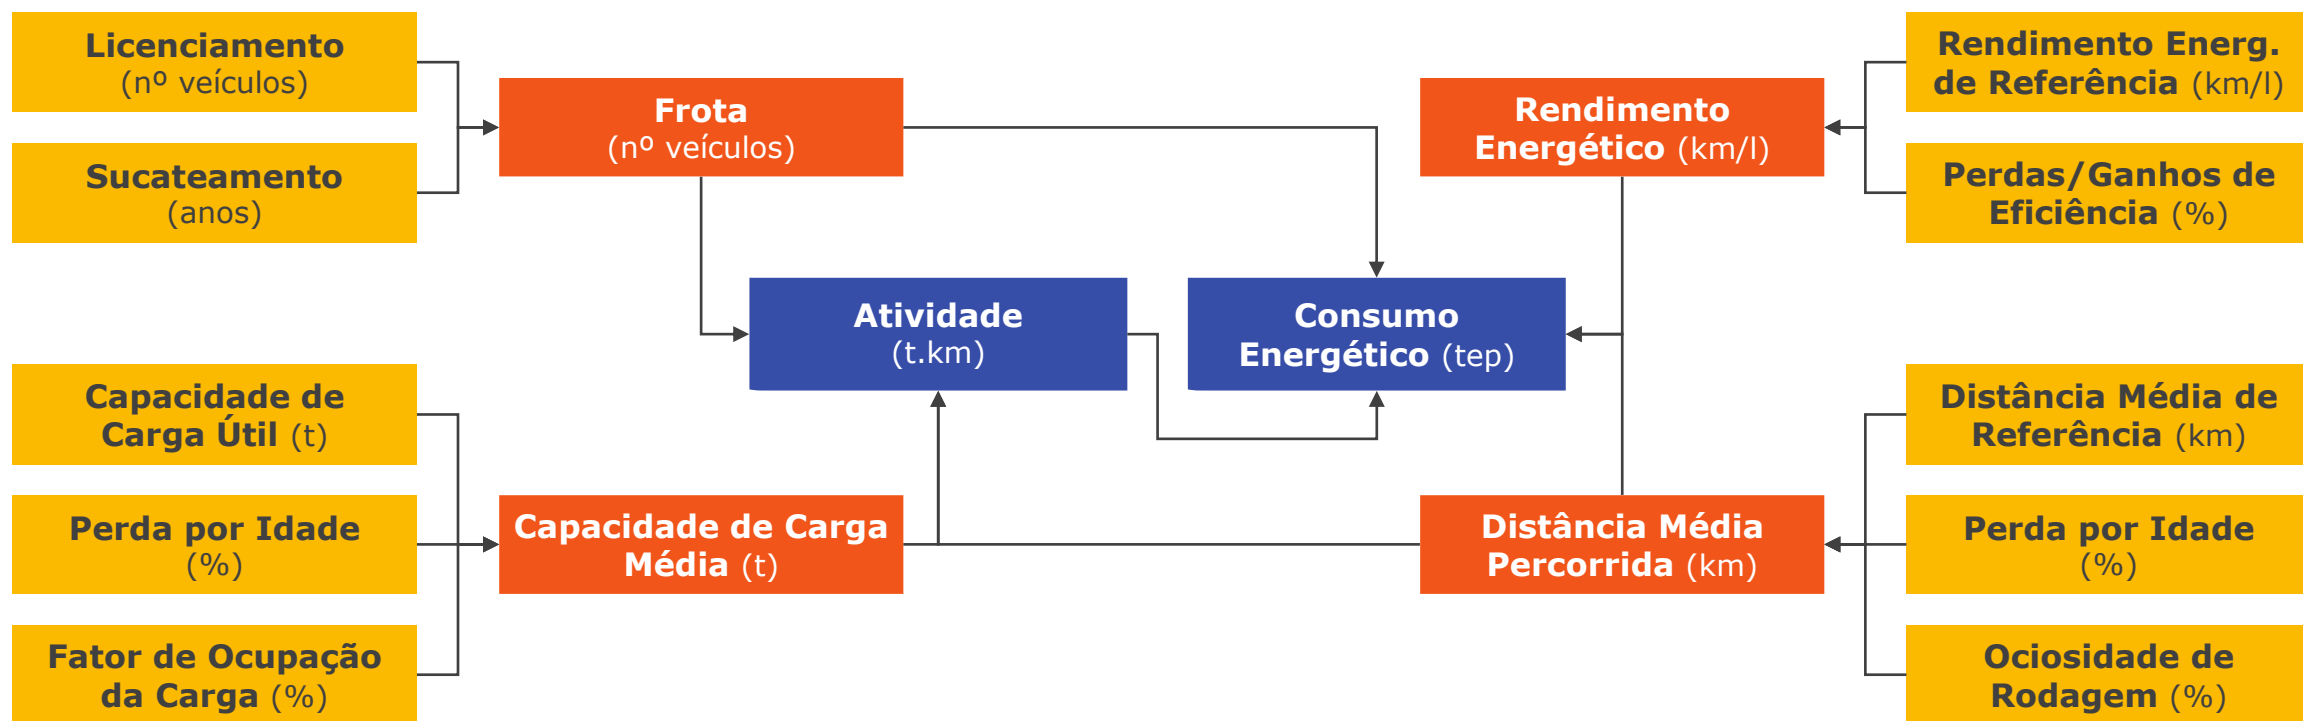 Licenciamento
(nº veículos)
Sucateamento
(anos)
Frota
(nº veículos)
Rendimento
Energético (km/l)
Rendimento Energ.
de Referência (km/l)
Perdas/Ganhos de
Eficiência (%)
Atividade
(t.km)
Consumo
Energético (tep)
Capacidade de
Carga Útil (t)
Perda por Idade
(%)
Fator de Ocupação
da Carga (%)
Capacidade de Carga
Média (t)
Distância Média
Percorrida (km)
Distância Média de
Referência (km)
Perda por Idade
(%)
Ociosidade de
Rodagem (%)